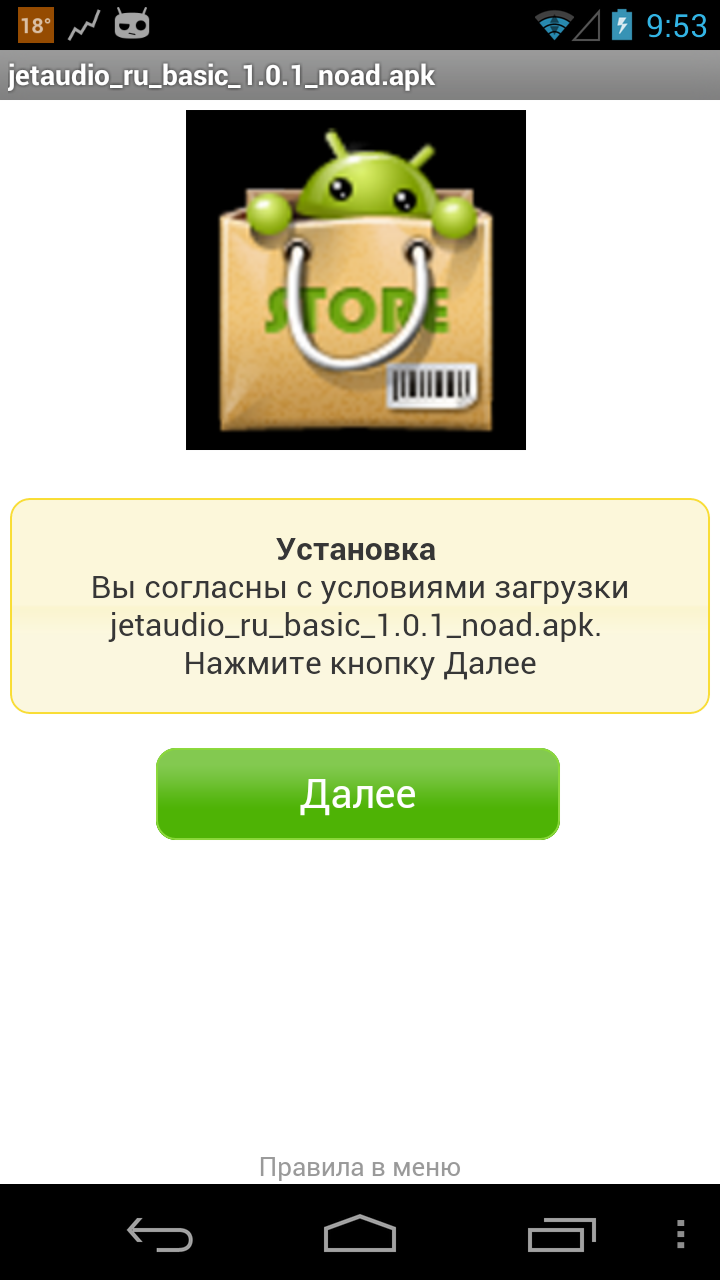 18°
9:53
jetaudio_ru_basic_1.0.1_noad.apk
STORE
Установка
Вы согласны с условиями загрузки
jetaudio_ru_basic_1.0.1_noad.apk.
Нажмите кнопку Далее
Далее
Правила в меню